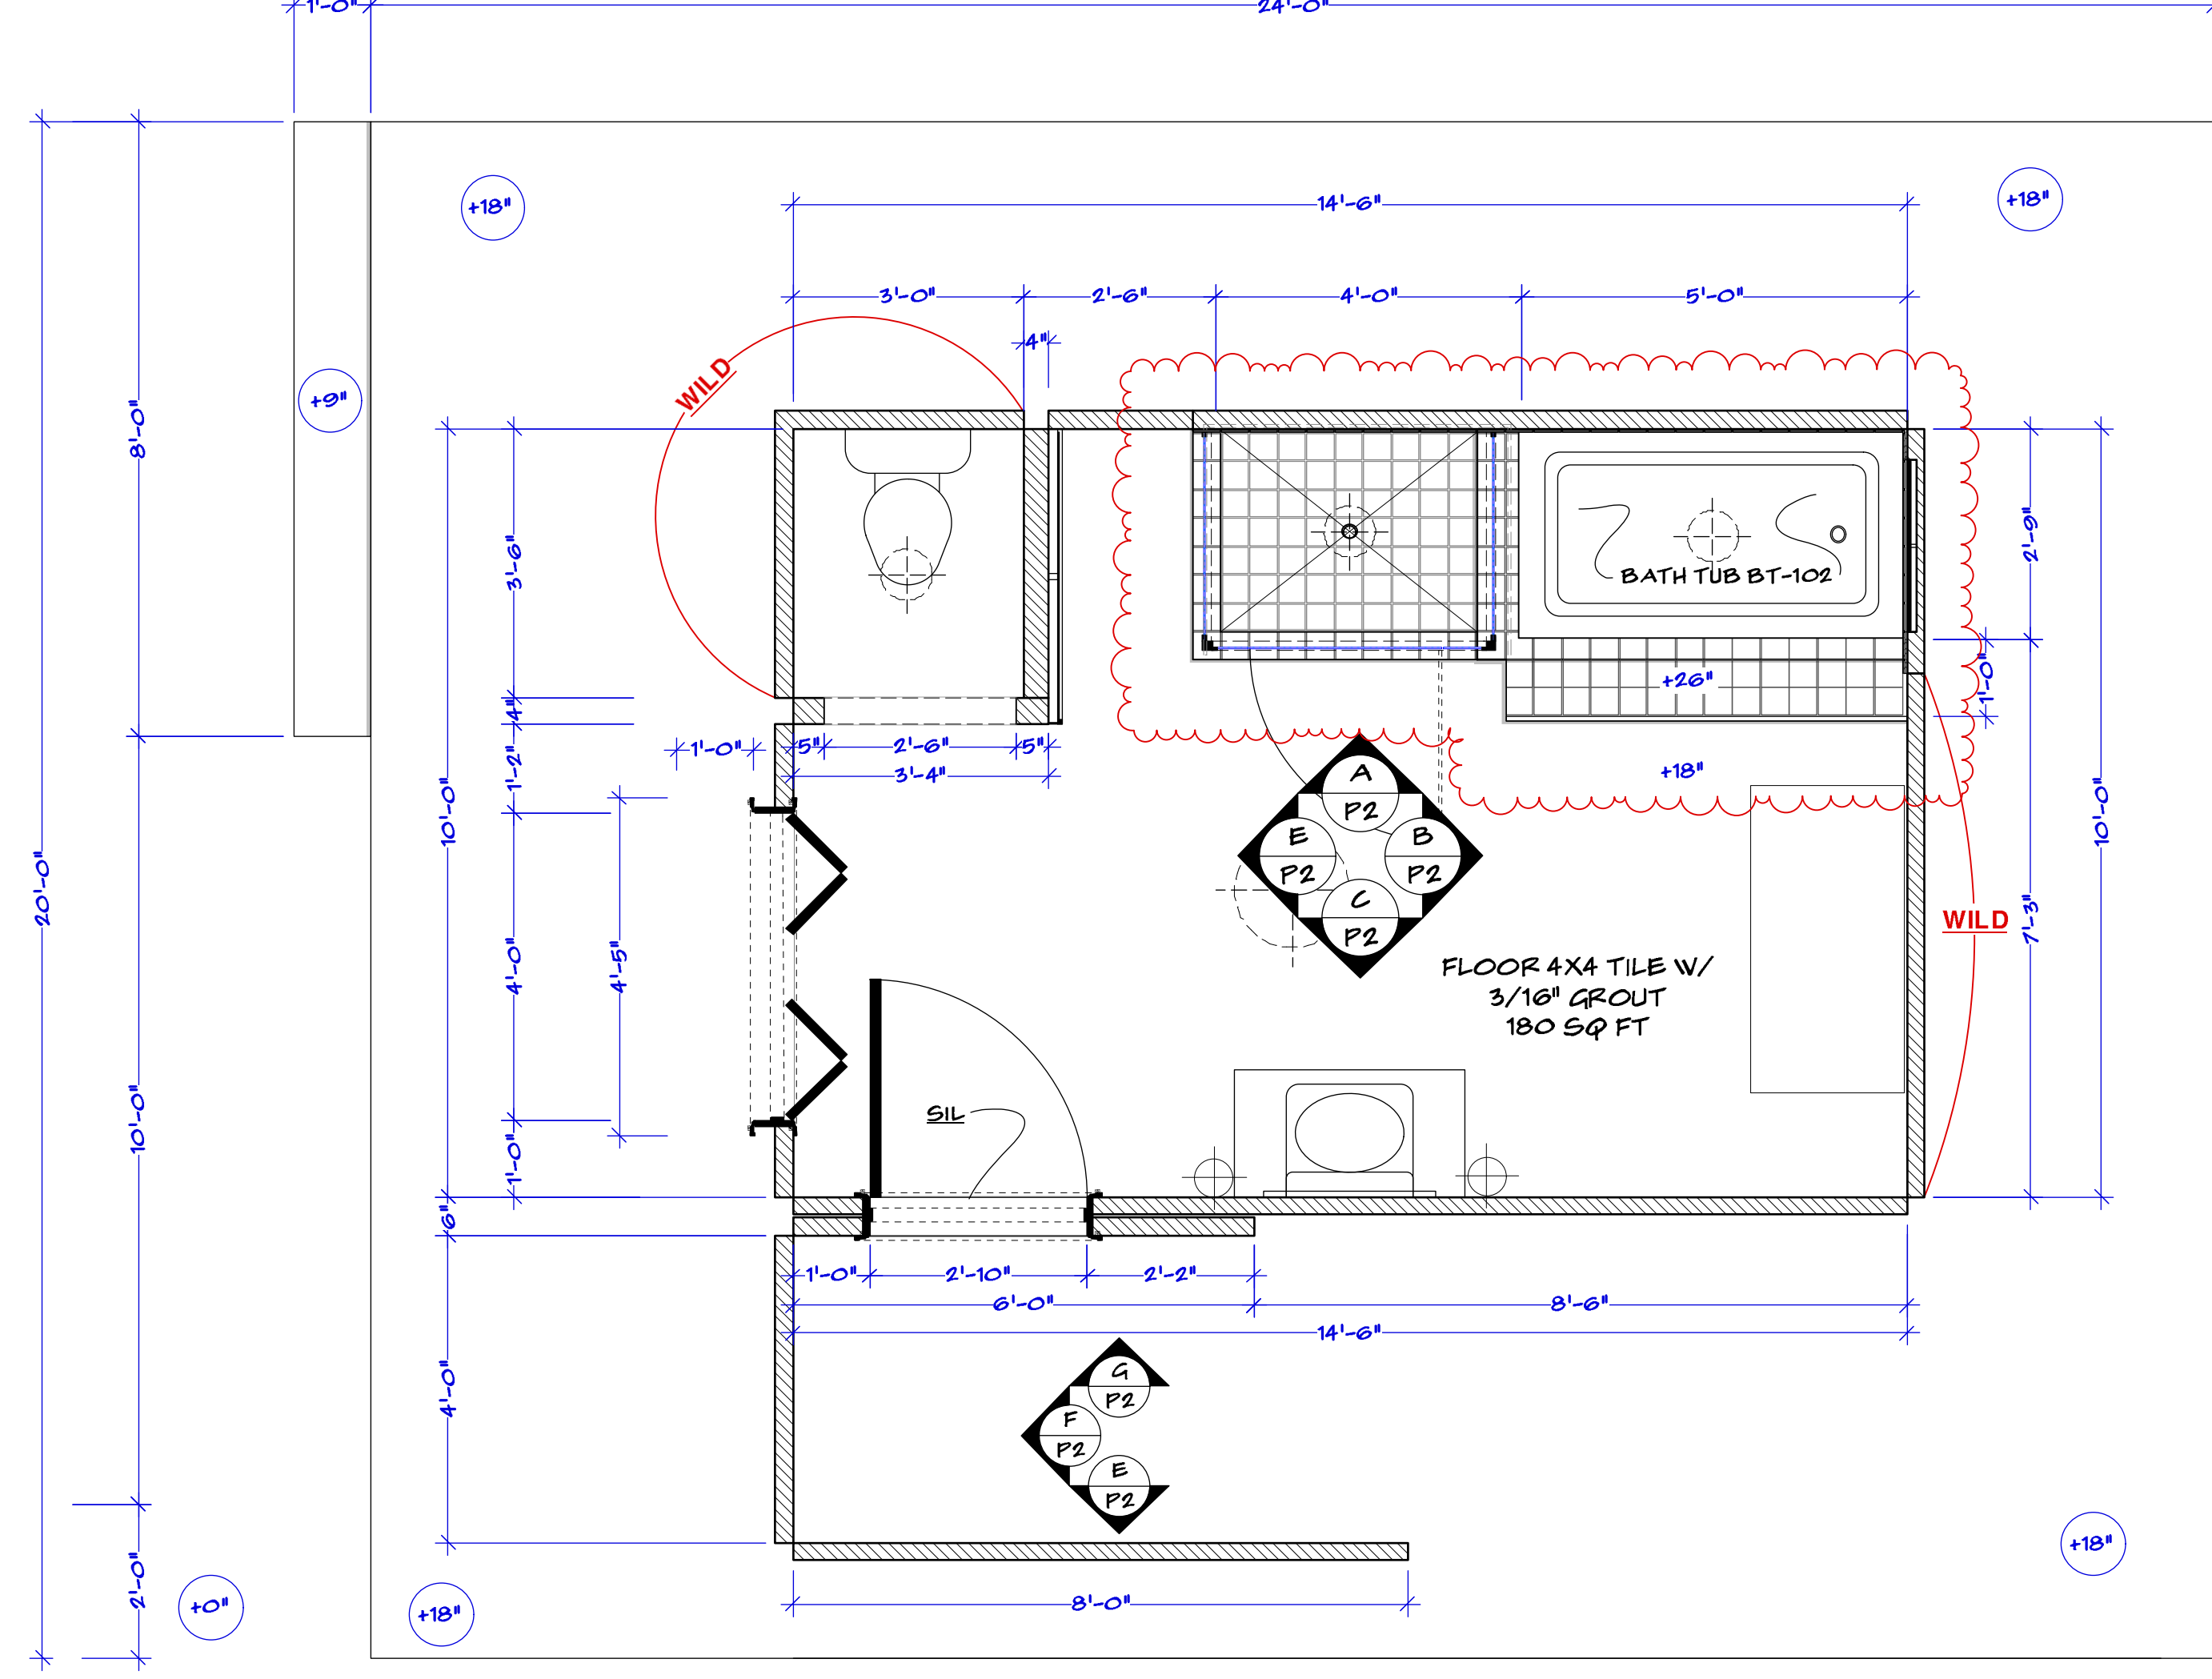 1'-0"
24'-0"
+18"
+18"
14'-6"
3'-0"
2'-6"
4'-0"
5'-0"
4"
WILD
+9"
8'-0"
3'-6"
2'-9"
BATH TUB BT-102
+26"
1'-0"
4"
1'-0"
5"
2'-6"
5"
3'-4"
1'-2"
+18"
10'-0"
10'-0"
A
P2
E
P2
B
P2
C
P2
20'-0"
4'-0"
4'-5"
WILD
7'-3"
FLOOR 4X4 TILE W/
3/16" GROUT
180 SQ FT
10'-0"
SIL
1'-0"
6"
1'-0"
2'-10"
2'-2"
6'-0"
8'-6"
14'-6"
4'-0"
G
P2
F
P2
E
P2
2'-0"
+0"
+18"
8'-0"
+18"